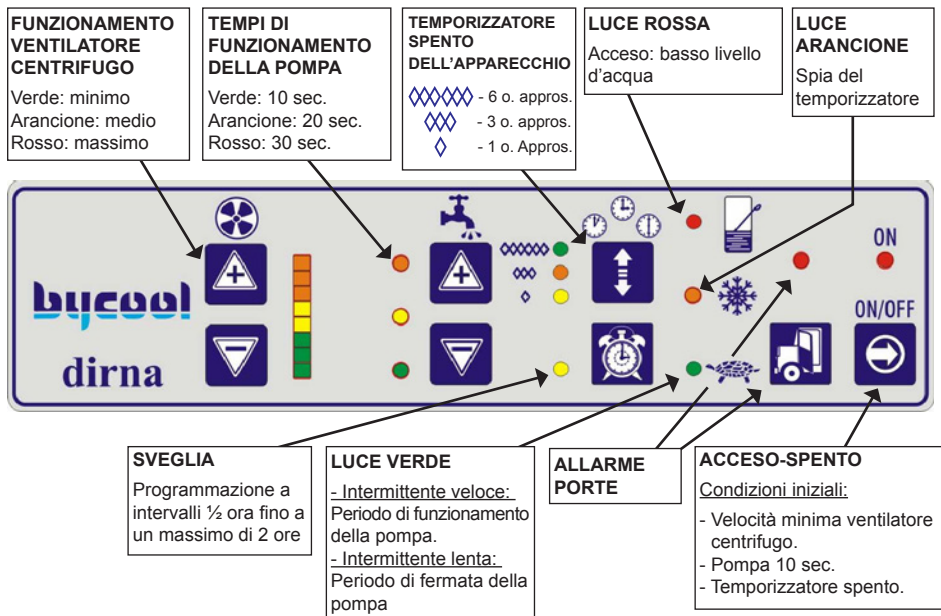 FUNZIONAMENTO
VENTILATORE
CENTRIFUGO
Verde: minimo
Arancione: medio
Rosso: massimo
TEMPI DI
FUNZIONAMENTO
DELLA POMPA
Verde: 10 sec.
Arancione: 20 sec.
Rosso: 30 sec.
TEMPORIZZATORE
SPENTO
DELL'APPARECCHIO
- 6 o. appros.
- 3 o. appros.
- 1 o. Appros.
LUCE ROSSA
Acceso: basso livello
d'acqua
LUCE
ARANCIONE
Spia del
temporizzatore
bycool
dirna
ON
ON/OFF
SVEGLIA
Programmazione a
intervalli ½ ora fino a
un massimo di 2 ore
LUCE VERDE
- Intermittente veloce:
Periodo di funzionamento
della pompa.
- Intermittente lenta:
Periodo di fermata della
pompa
ALLARME
PORTE
ACCESO-SPENTO
Condizioni iniziali:
- Velocità minima ventilatore
centrifugo.
- Pompa 10 sec.
- Temporizzatore spento.